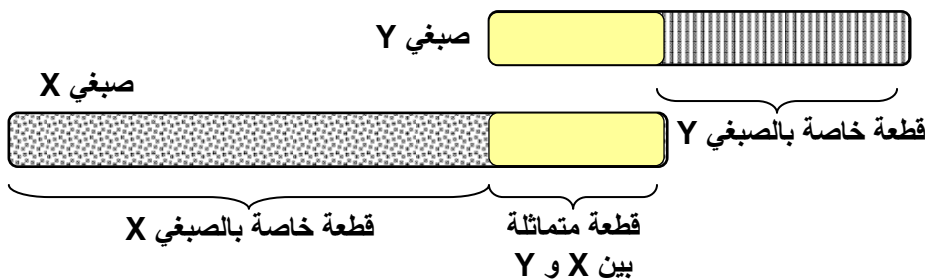 صبغي Y
صبغي X
قطعة خاصة بالصبغي Y
قطعة خاصة بالصبغي X
قطعة متماثلة
بين X و Y